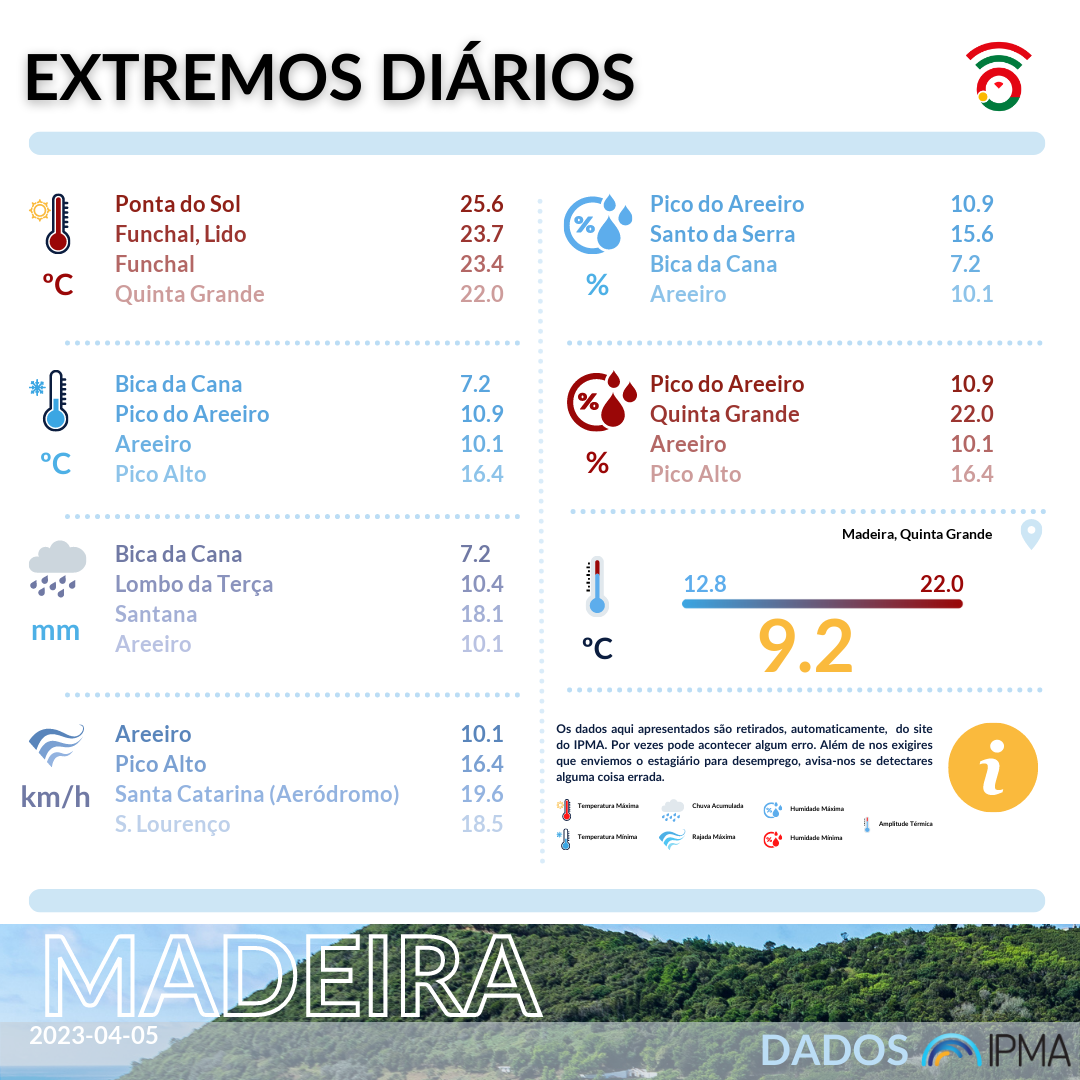 EXTREMOS DIÁRIOS
ºC
Ponta do Sol 25.6
Funchal, Lido 23.7
Funchal 23.4
Quinta Grande 22.0
ºC
Bica da Cana 7.2
Pico do Areeiro 10.9
Areeiro 10.1
Pico Alto 16.4
mm
Bica da Cana 7.2
Lombo da Terça 10.4
Santana 18.1
Areeiro 10.1
km/h
Areeiro 10.1
Pico Alto 16.4
Santa Catarina (Aeródromo) 19.6
S. Lourenço 18.5
%
%
Pico do Areeiro 10.9
Santo da Serra 15.6
Bica da Cana 7.2
Areeiro 10.1
%
%
Pico do Areeiro 10.9
Quinta Grande 22.0
Areeiro 10.1
Pico Alto 16.4
Madeira, Quinta Grande
12.8 22.0
9.2
ºC
Os dados aqui apresentados são retirados, automaticamente, do site
do IPMA. Por vezes pode acontecer algum erro. Além de nos exigires
que enviemos o estagiário para desemprego, avisa-nos se detectares
alguma coisa errada.
i
Temperatura Máxima
Chuva Acumulada
Humidade Máxima
Amplitude Térmica
Temperatura Mínima
Rajada Máxima
Humidade Mínima
MADEIRA
2023-04-05
DADOS IPMA